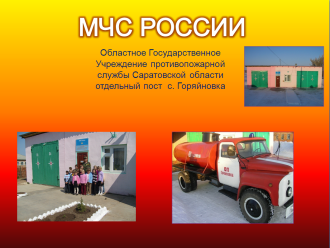 МЧС РОССИИ
Областное Государственное
Учреждение противопожарной
службы Саратовской области
отдельный пост с. Горяйновка